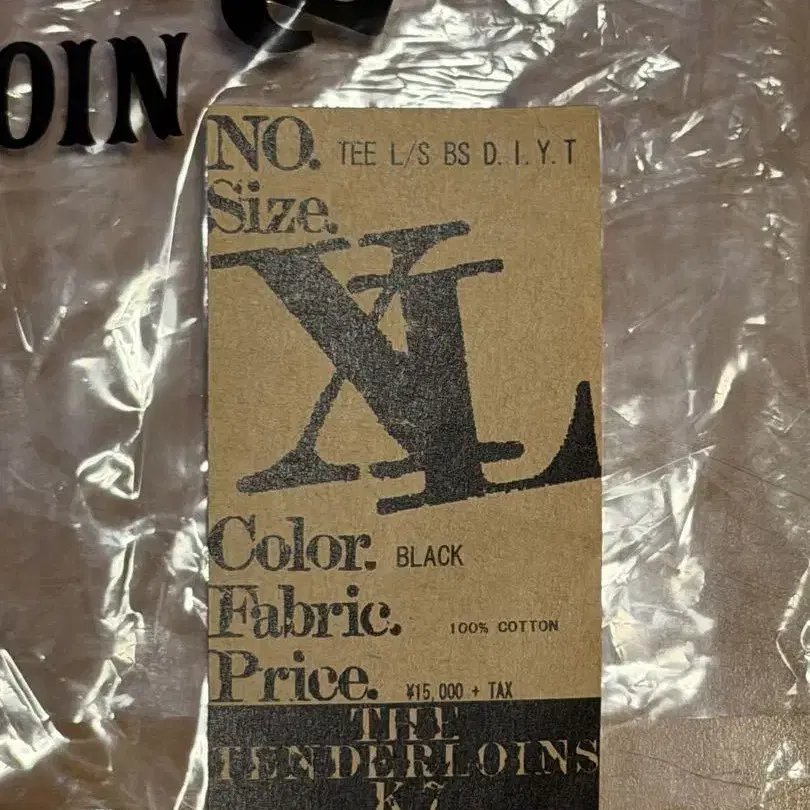 OIN
NO. TEE L/S BS D.I.Y.T
Size.
XL
Color. BLACK
Fabric. 100% COTTON
Price. ¥15,000 + TAX
THE
TENDERLOINS
K 7